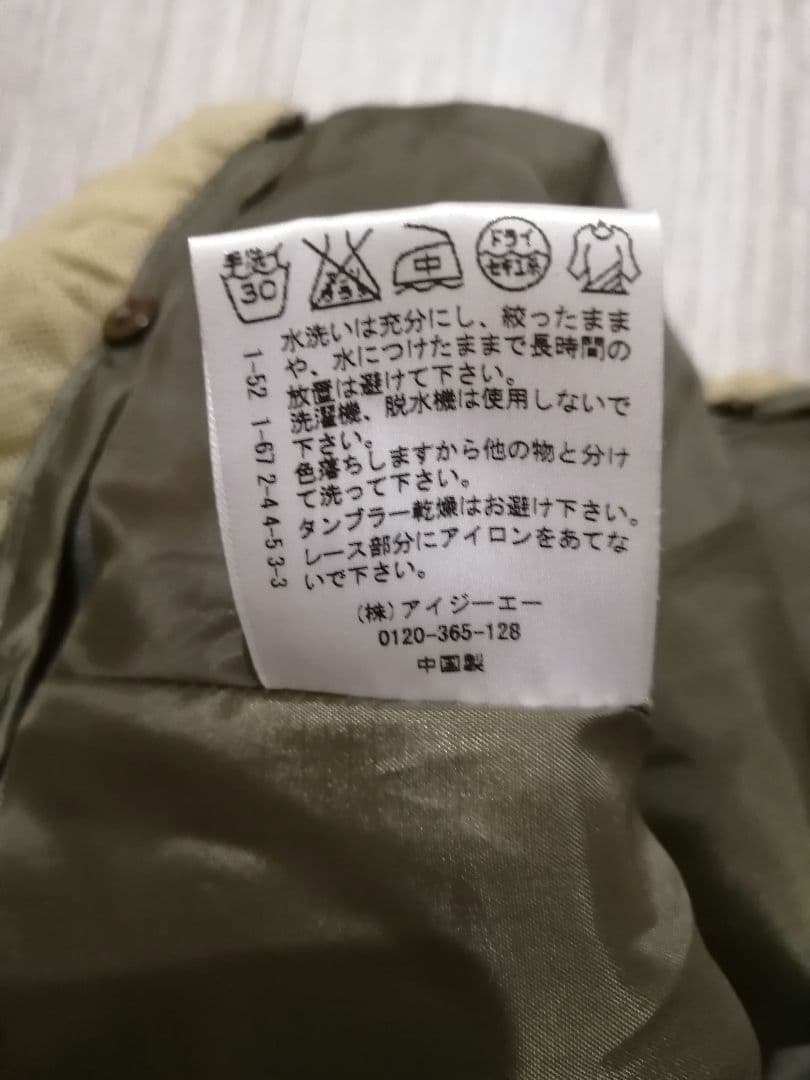 手洗イ
30
エンソ
サラシ
中
ドライ
セキユ系
水洗いは充分にし、絞ったまま
や、水につけたままで長時間の
放置は避けて下さい。
洗濯機、脱水機は使用しないで
下さい。
色落ちしますから他の物と分け
て洗って下さい。
タンブラー乾燥はお避け下さい。
レース部分にアイロンをあてな
いで下さい。
1-52 1-67 2-4 4-5 3-3
(株)アイジーエー
0120-365-128
中国製